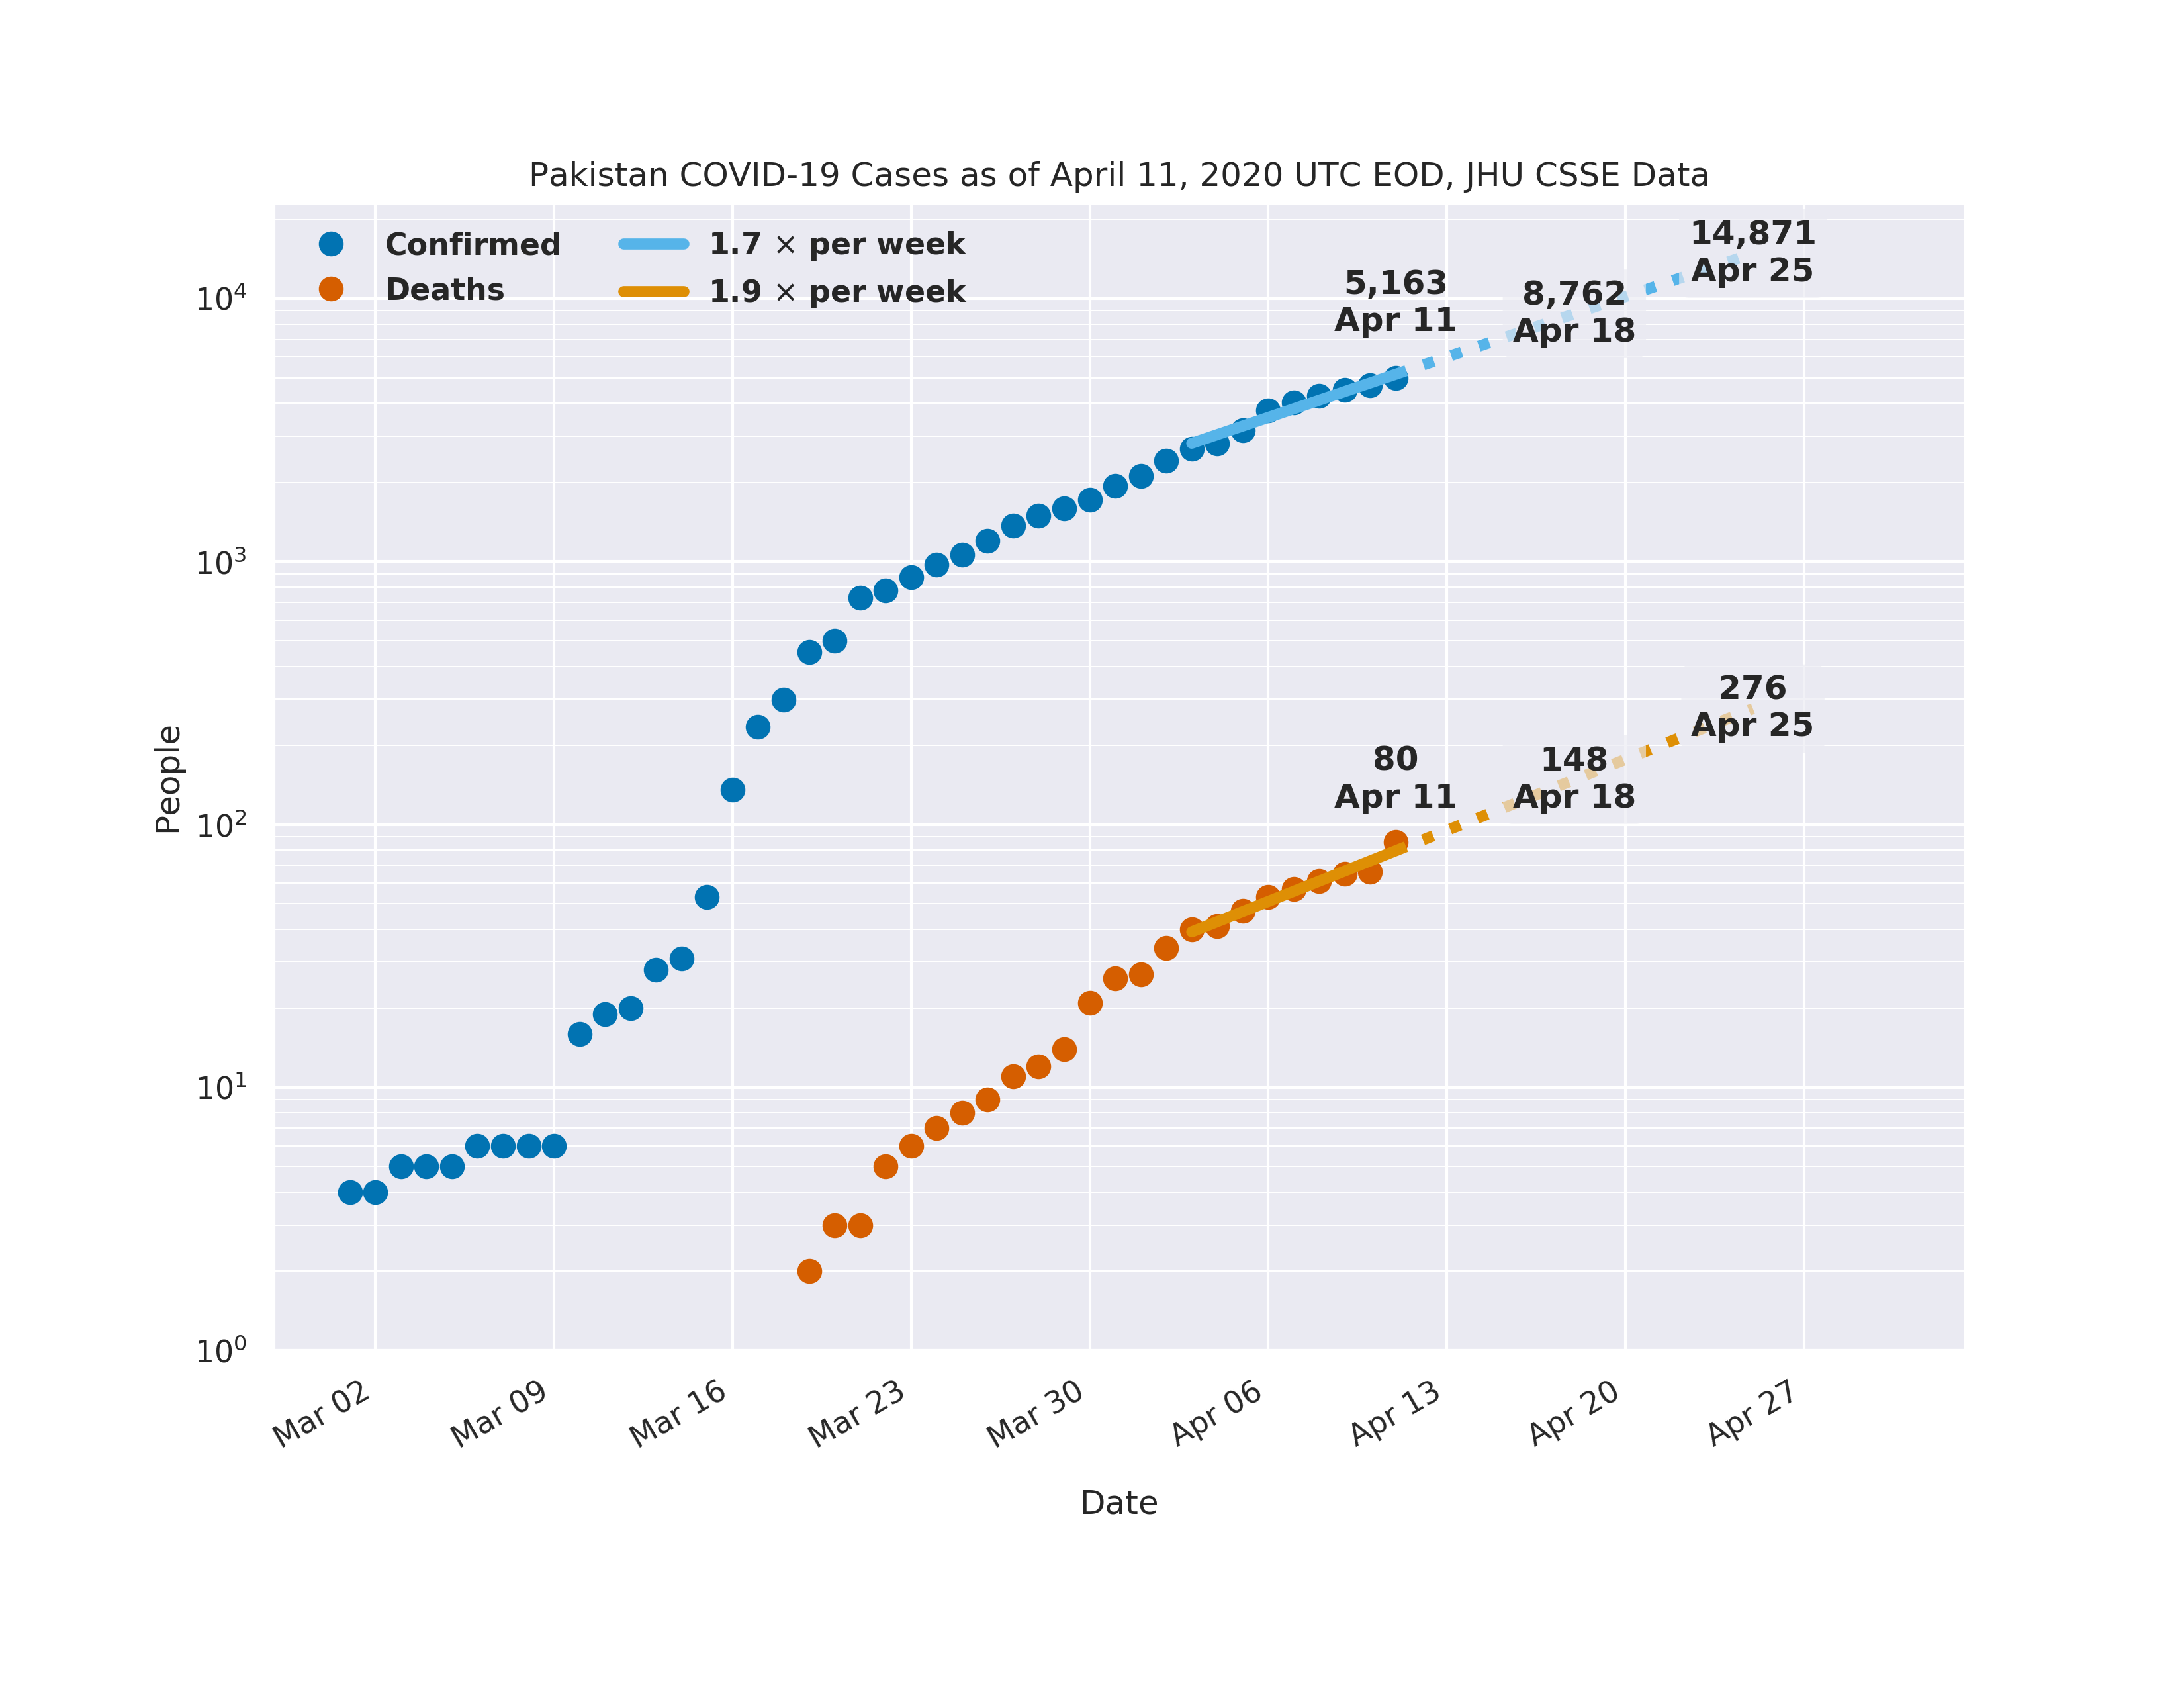 Pakistan COVID-19 Cases as of April 11, 2020 UTC EOD, JHU CSSE Data
Confirmed
Deaths
1.7 × per week
1.9 × per week
14,871
Apr 25
5,163
Apr 11
8,762
Apr 18
276
Apr 25
80
Apr 11
148
Apr 18
People
10⁴
10³
10²
10¹
10⁰
Mar 02
Mar 09
Mar 16
Mar 23
Mar 30
Apr 06
Apr 13
Apr 20
Apr 27
Date